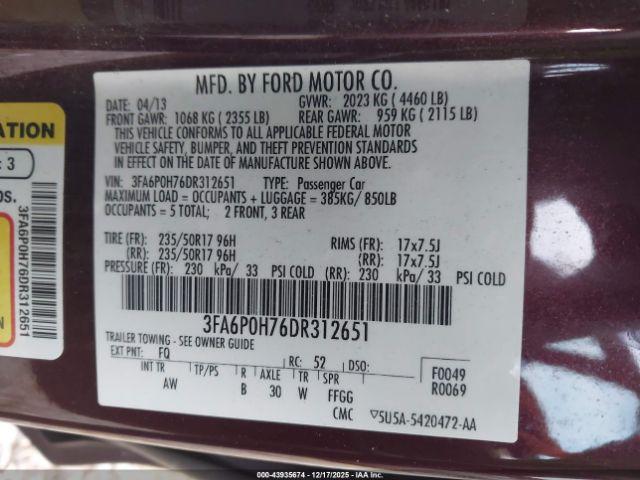 MFD. BY FORD MOTOR CO.
DATE: 04/13 GVWR: 2023 KG ( 4460 LB)
FRONT GAWR: 1068 KG ( 2355 LB) REAR GAWR: 959 KG ( 2115 LB)
THIS VEHICLE CONFORMS TO ALL APPLICABLE FEDERAL MOTOR
VEHICLE SAFETY, BUMPER, AND THEFT PREVENTION STANDARDS
IN EFFECT ON THE DATE OF MANUFACTURE SHOWN ABOVE.
VIN: 3FA6P0H76DR312651 TYPE: Passenger Car
MAXIMUM LOAD = OCCUPANTS + LUGGAGE = 385KG/ 850LB
OCCUPANTS = 5 TOTAL; 2 FRONT, 3 REAR
TIRE (FR): 235/50R17 96H RIMS (FR): 17x7.5J
(RR): 235/50R17 96H (RR): 17x7.5J
PRESSURE (FR): 230 kPa/ 33 PSI COLD (RR): 230 kPa/ 33 PSI COLD
3FA6P0H76DR312651
TRAILER TOWING - SEE OWNER GUIDE
EXT PNT: FQ RC: 52 DSO: F0049
INT TR TP/PS R AXLE TR SPR R0069
AW B 30 W FFGG
CMC 5U5A-5420472-AA
: 3
3FA6P0H76DR312651
000-43935674 12/17/2025